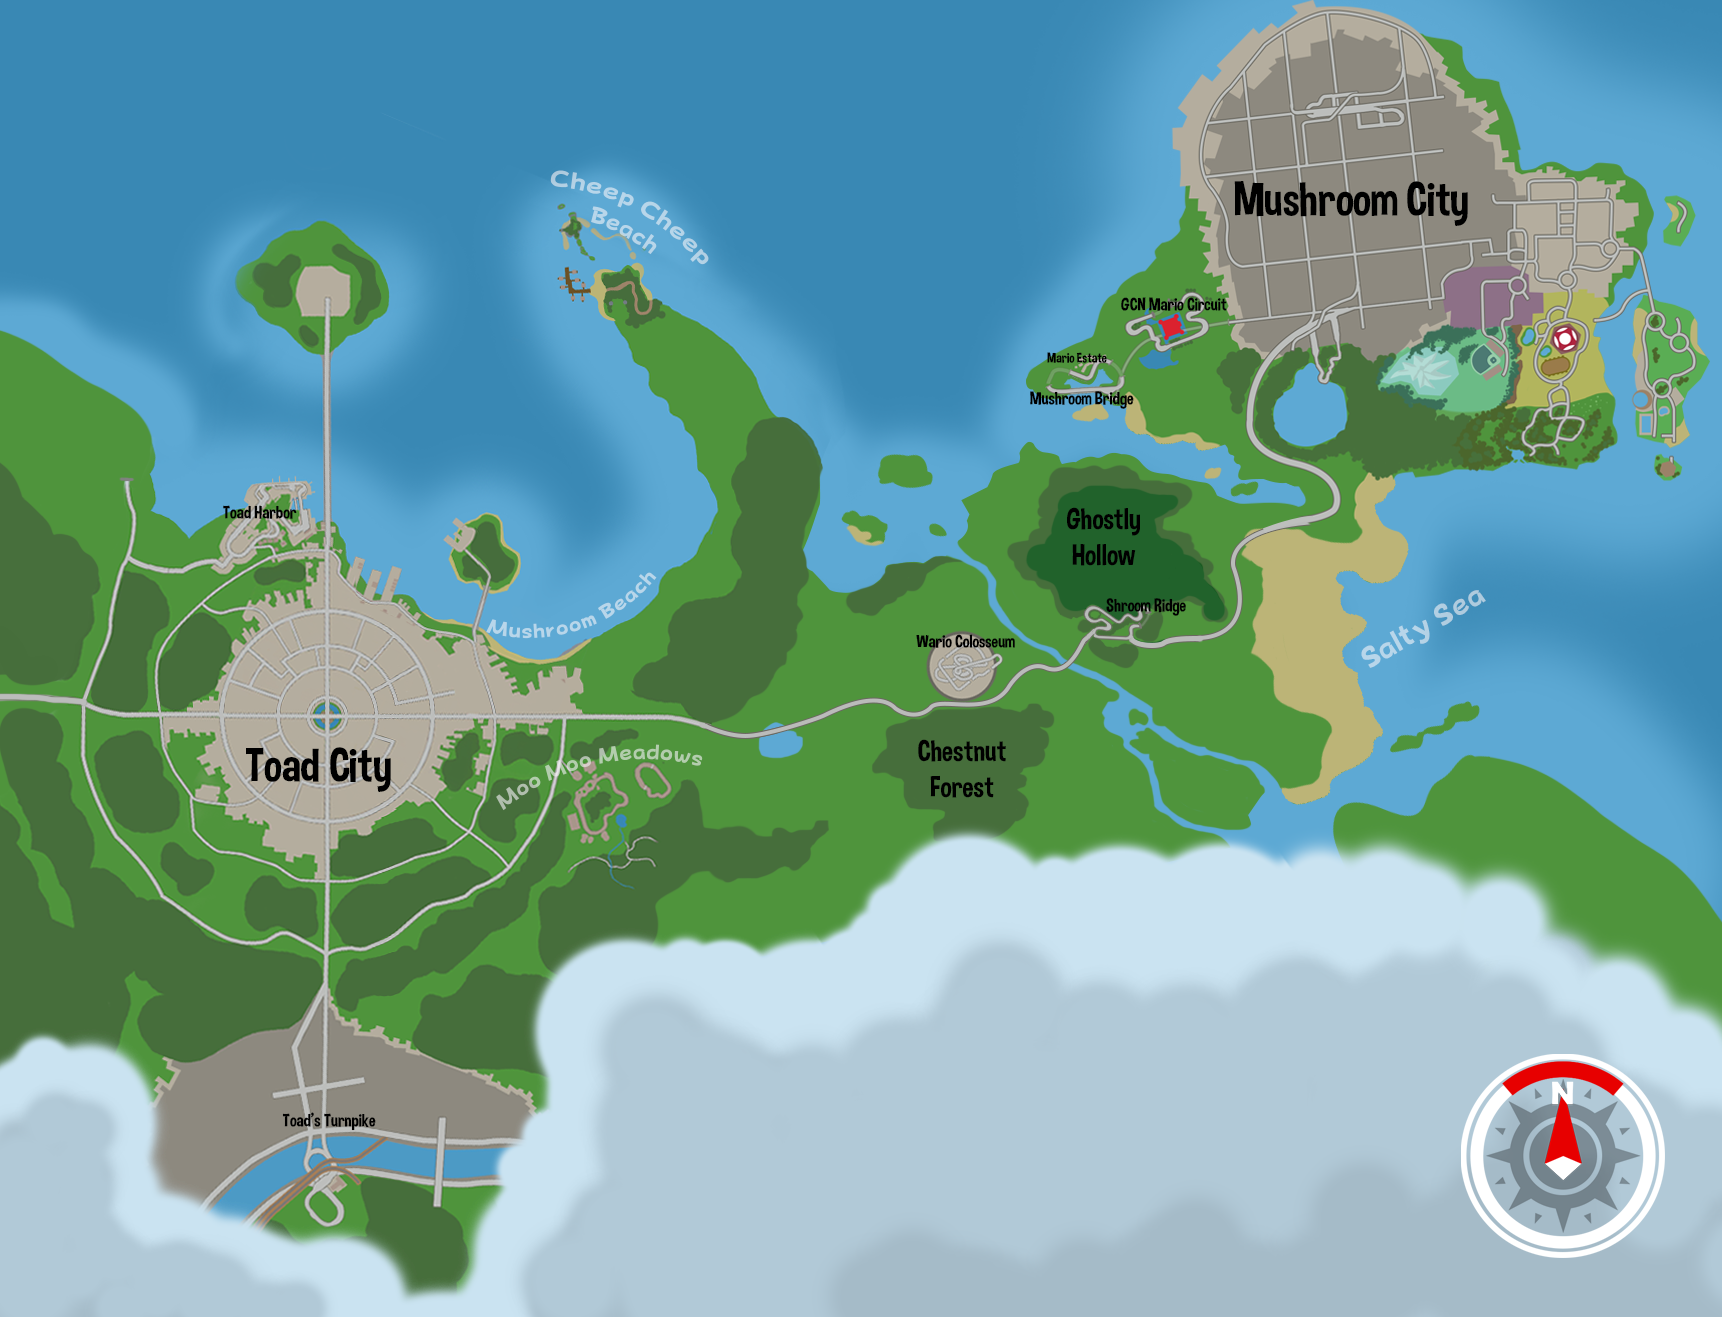 Cheep Cheep
Beach
Mushroom City
GCN Mario Circuit
Mario Estate
Mushroom Bridge
Toad Harbor
Ghostly
Hollow
Mushroom Beach
Shroom Ridge
Salty Sea
Wario Colosseum
Toad City
Moo Moo Meadows
Chestnut
Forest
N
Toad's Turnpike